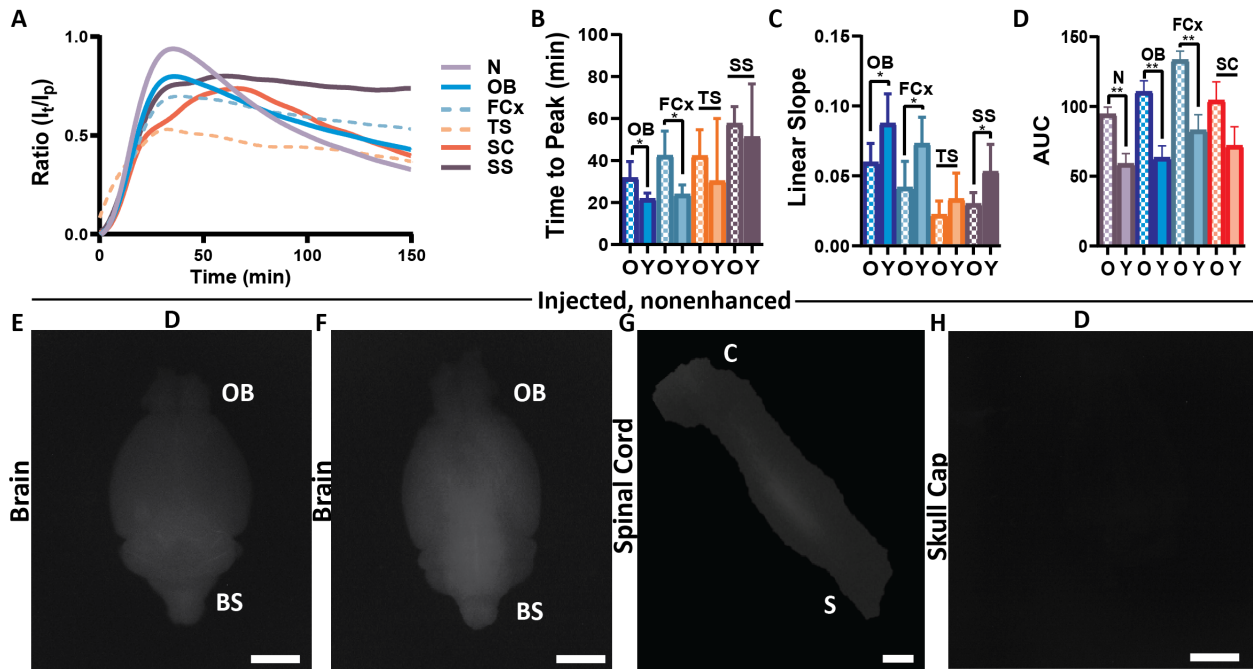 A
B
C
D
1.0
0.5
0.0
Ratio (It/Ip)
0
50
100
150
Time (min)
N
OB
FCx
TS
SC
SS
Time to Peak (min)
100
80
60
40
20
0
OB
*
FCx
*
TS
SS
O Y O Y O Y O Y
Linear Slope
0.15
0.10
0.05
0.00
OB
*
FCx
*
TS
SS
*
O Y O Y O Y O Y
AUC
150
100
50
0
N
**
OB
**
FCx
**
SC
O Y O Y O Y O Y
Injected, nonenhanced
E
D
F
G
H
D
Brain
OB
BS
Brain
OB
BS
Spinal Cord
C
S
Skull Cap